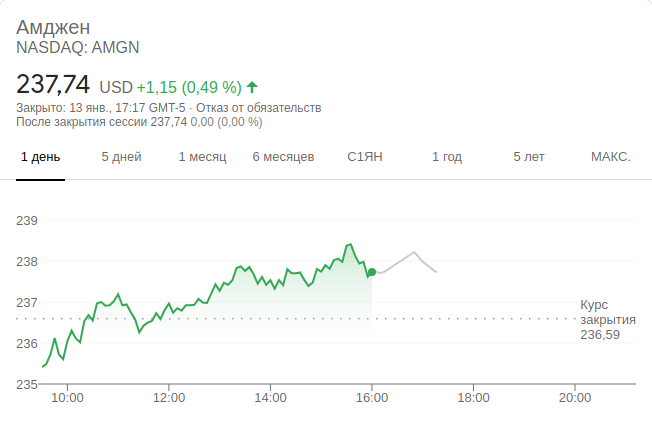 Амджен
NASDAQ: AMGN
237,74 USD +1,15 (0,49 %)
Закрыто: 13 янв., 17:17 GMT-5 · Отказ от обязательств
После закрытия сессии 237,74 0,00 (0,00 %)
1 день 5 дней 1 месяц 6 месяцев С1ЯН 1 год 5 лет МАКС.
239
238
237
Курс
закрытия
236,59
236
235
10:00 12:00 14:00 16:00 18:00 20:00